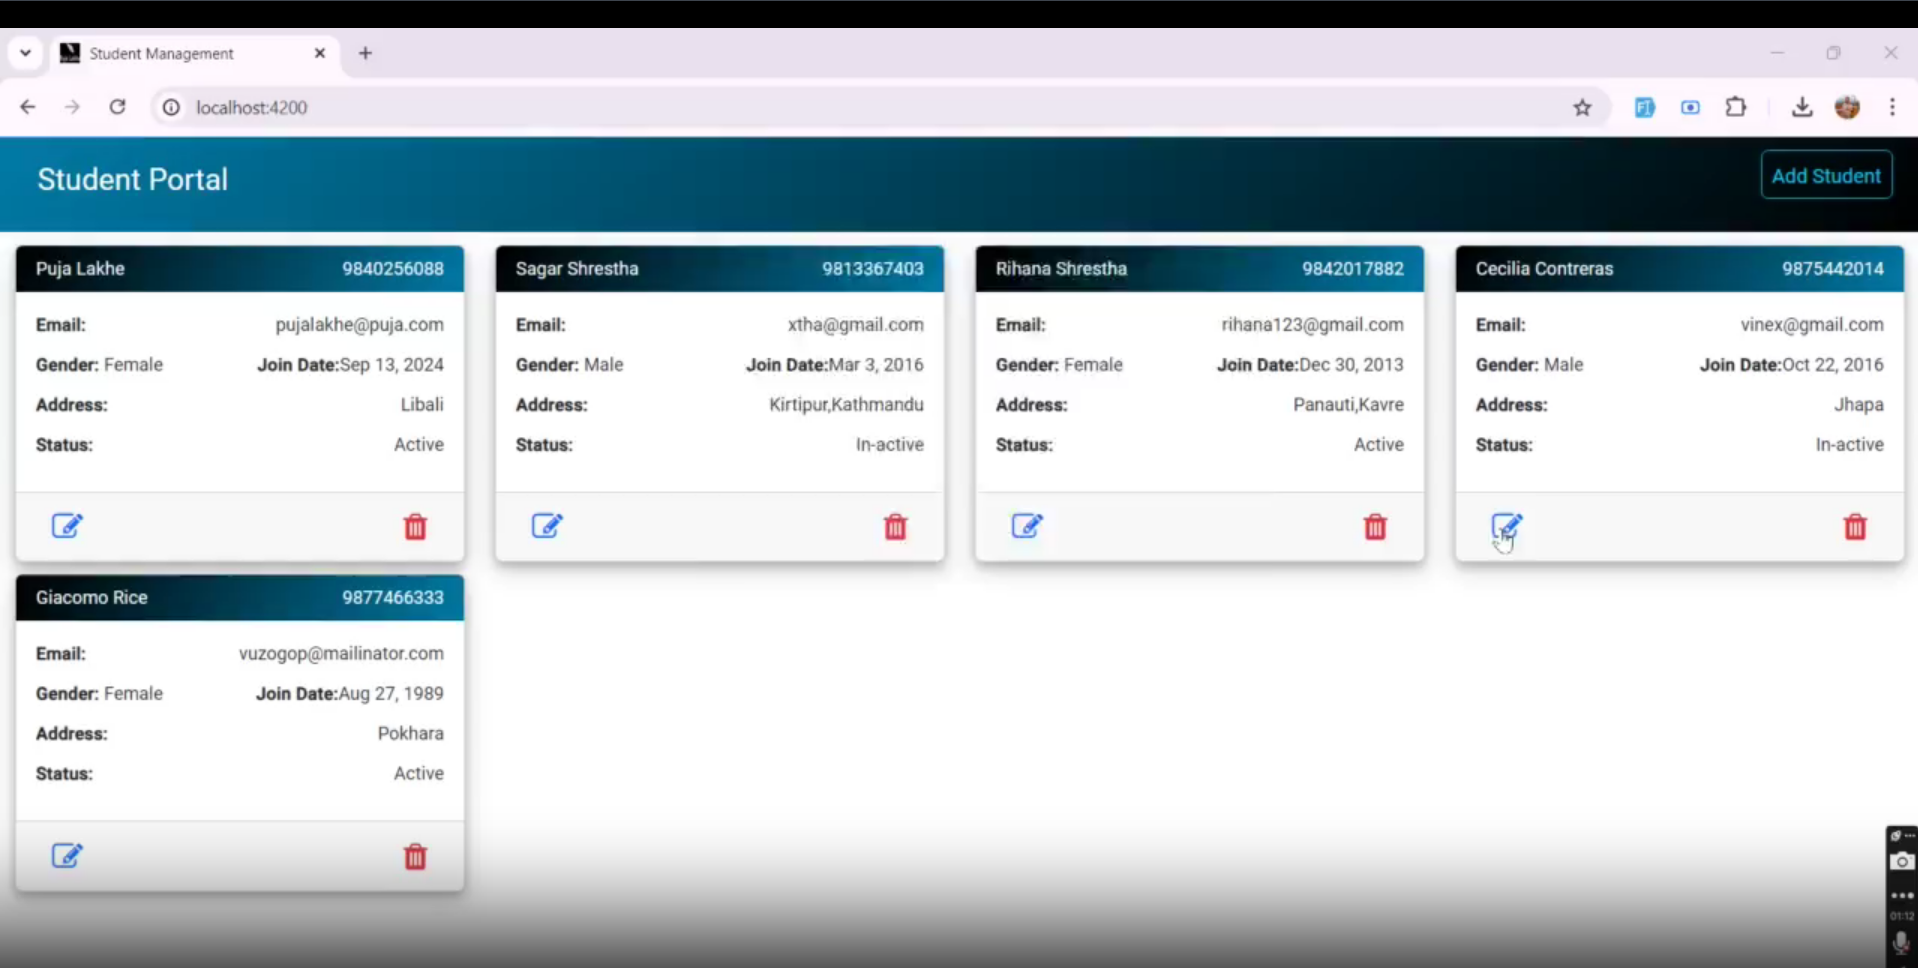 Student Management
localhost:4200
Student Portal
Add Student
Puja Lakhe 9840256088
Email: pujalakhe@puja.com
Gender: Female Join Date:Sep 13, 2024
Address: Libali
Status: Active
Sagar Shrestha 9813367403
Email: xtha@gmail.com
Gender: Male Join Date:Mar 3, 2016
Address: Kirtipur,Kathmandu
Status: In-active
Rihana Shrestha 9842017882
Email: rihana123@gmail.com
Gender: Female Join Date:Dec 30, 2013
Address: Panauti,Kavre
Status: Active
Cecilia Contreras 9875442014
Email: vinex@gmail.com
Gender: Male Join Date:Oct 22, 2016
Address: Jhapa
Status: In-active
Giacomo Rice 9877466333
Email: vuzogop@mailinator.com
Gender: Female Join Date:Aug 27, 1989
Address: Pokhara
Status: Active
01:12